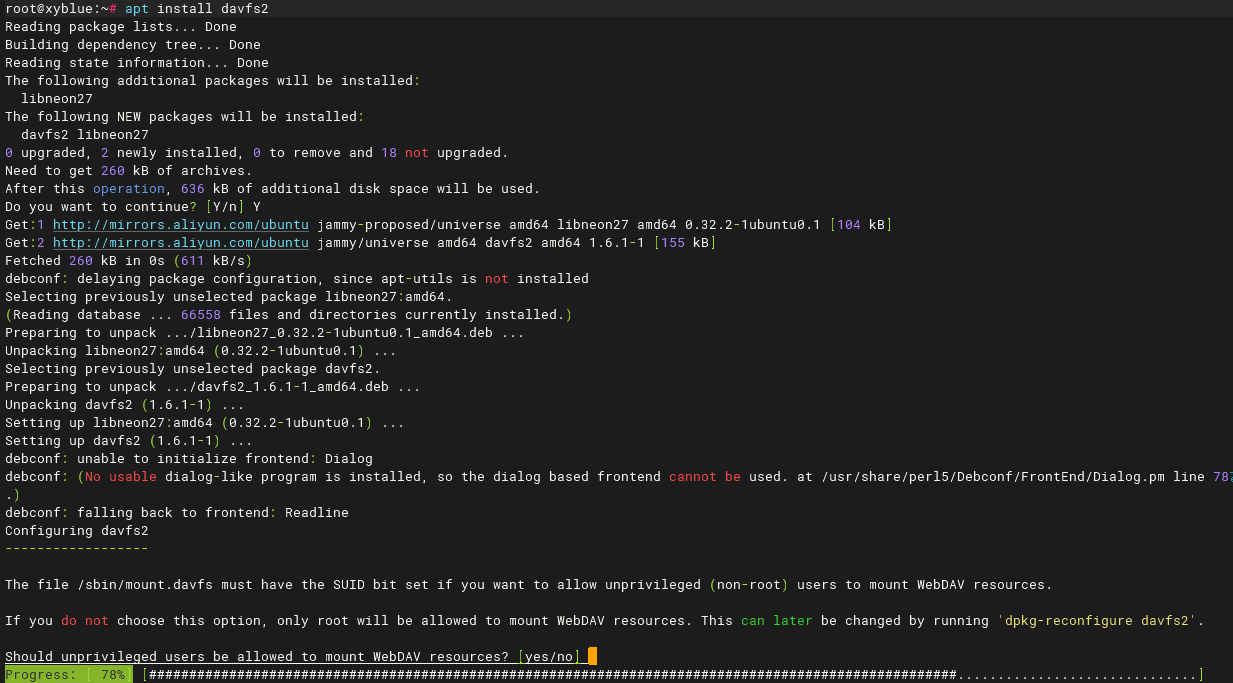 root@xyblue:~# apt install davfs2
Reading package lists... Done
Building dependency tree... Done
Reading state information... Done
The following additional packages will be installed:
  libneon27
The following NEW packages will be installed:
  davfs2 libneon27
0 upgraded, 2 newly installed, 0 to remove and 18 not upgraded.
Need to get 260 kB of archives.
After this operation, 636 kB of additional disk space will be used.
Do you want to continue? [Y/n] Y
Get:1 http://mirrors.aliyun.com/ubuntu jammy-proposed/universe amd64 libneon27 amd64 0.32.2-1ubuntu0.1 [104 kB]
Get:2 http://mirrors.aliyun.com/ubuntu jammy/universe amd64 davfs2 amd64 1.6.1-1 [155 kB]
Fetched 260 kB in 0s (611 kB/s)
debconf: delaying package configuration, since apt-utils is not installed
Selecting previously unselected package libneon27:amd64.
(Reading database ... 66558 files and directories currently installed.)
Preparing to unpack .../libneon27_0.32.2-1ubuntu0.1_amd64.deb ...
Unpacking libneon27:amd64 (0.32.2-1ubuntu0.1) ...
Selecting previously unselected package davfs2.
Preparing to unpack .../davfs2_1.6.1-1_amd64.deb ...
Unpacking davfs2 (1.6.1-1) ...
Setting up libneon27:amd64 (0.32.2-1ubuntu0.1) ...
Setting up davfs2 (1.6.1-1) ...
debconf: unable to initialize frontend: Dialog
debconf: (No usable dialog-like program is installed, so the dialog based frontend cannot be used. at /usr/share/perl5/Debconf/FrontEnd/Dialog.pm line
.)
debconf: falling back to frontend: Readline
Configuring davfs2
------------------
The file /sbin/mount.davfs must have the SUID bit set if you want to allow unprivileged (non-root) users to mount WebDAV resources.
If you do not choose this option, only root will be allowed to mount WebDAV resources. This can later be changed by running 'dpkg-reconfigure davfs2'.
Should unprivileged users be allowed to mount WebDAV resources? [yes/no]
Progress: [ 78%] [#####################################################################################################..............................]